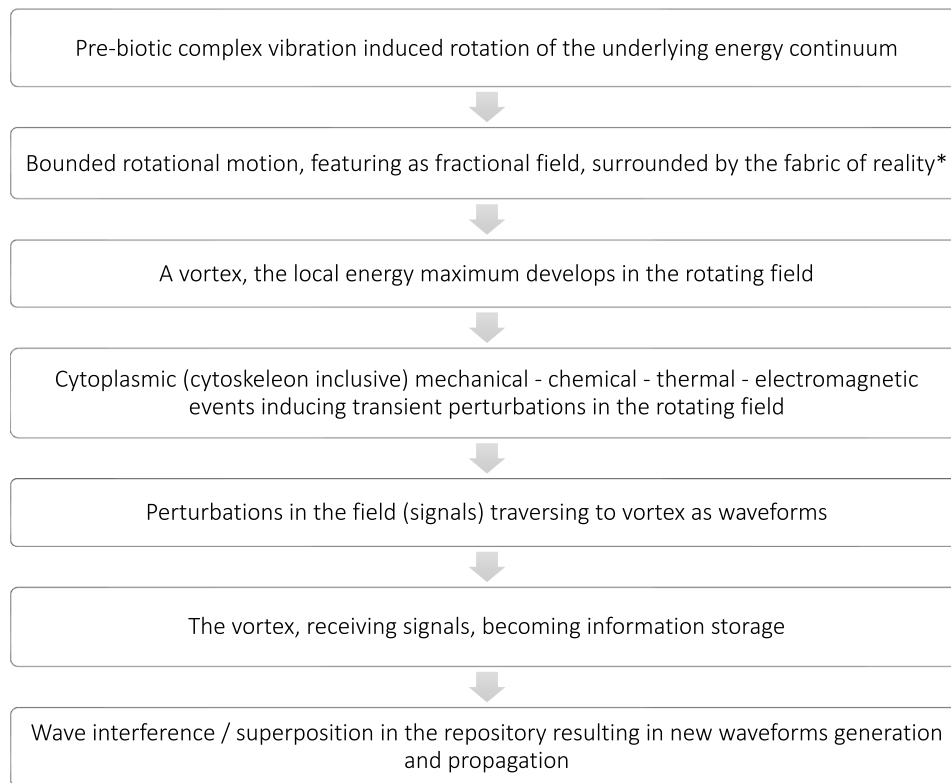 Pre-biotic complex vibration induced rotation of the underlying energy continuum
Bounded rotational motion, featuring as fractional field, surrounded by the fabric of reality*
A vortex, the local energy maximum develops in the rotating field
Cytoplasmic (cytoskeleon inclusive) mechanical - chemical - thermal - electromagnetic
events inducing transient perturbations in the rotating field
Perturbations in the field (signals) traversing to vortex as waveforms
The vortex, receiving signals, becoming information storage
Wave interference / superposition in the repository resulting in new waveforms generation
and propagation